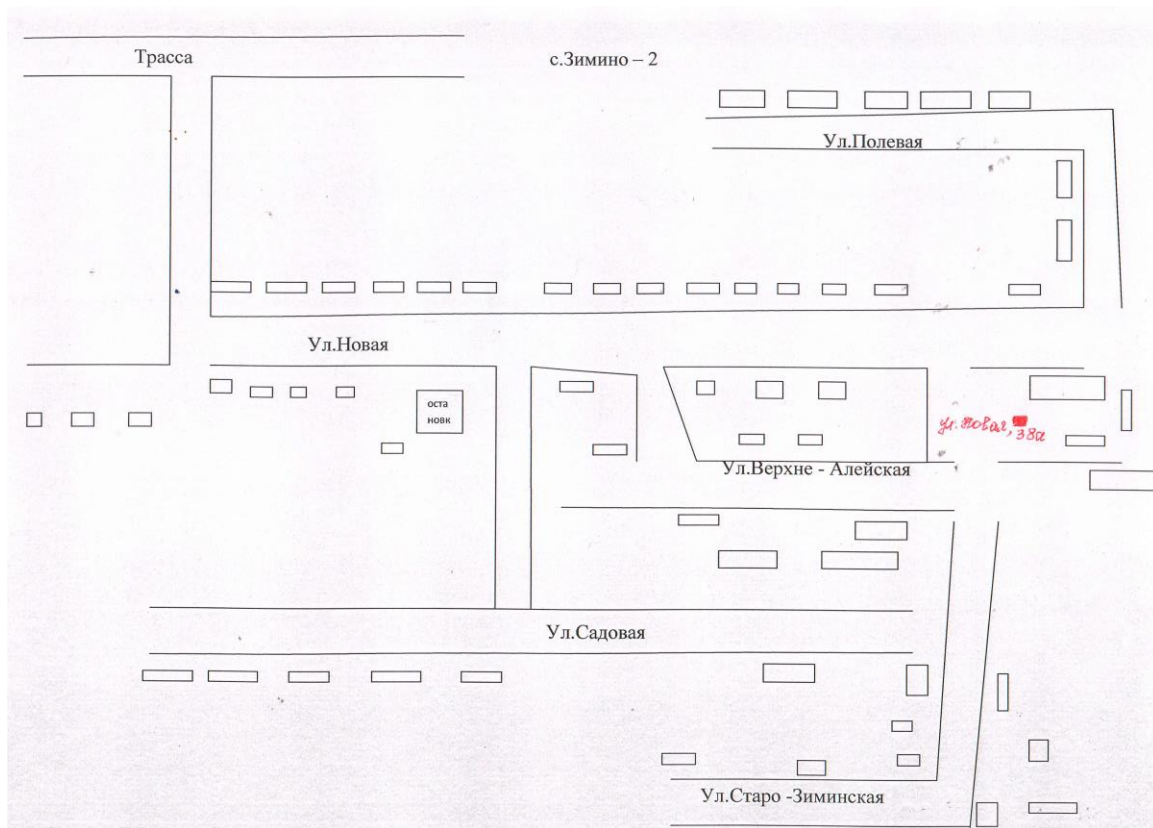 Трасса
с.Зимино – 2
Ул.Полевая
Ул.Новая
оста
новк
ул. Новая, 38а
Ул.Верхне - Алейская
Ул.Садовая
Ул.Старо -Зиминская